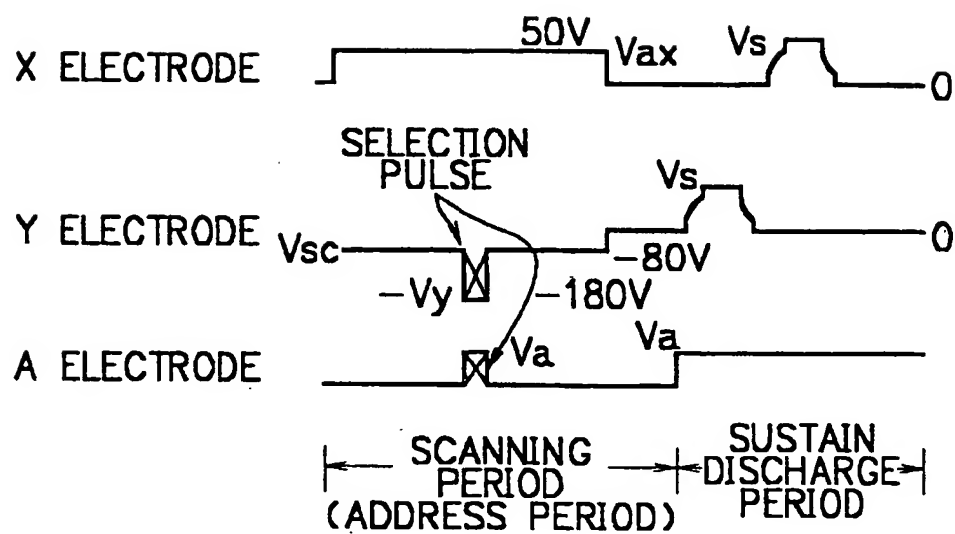 50V
X ELECTRODE
Vax
Vs
0
SELECTION
PULSE
Vs
Y ELECTRODE
Vsc
-80V
0
-Vy
-180V
A ELECTRODE
Va
Va
SCANNING
PERIOD
(ADDRESS PERIOD)
SUSTAIN
DISCHARGE
PERIOD